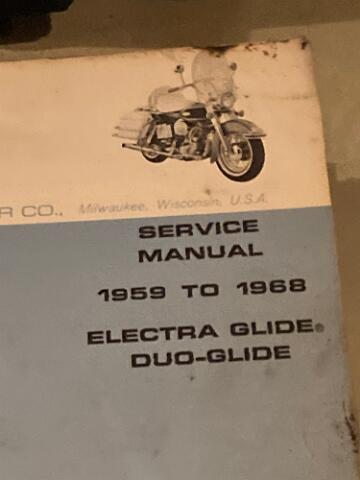 R CO., Milwaukee, Wisconsin, U.S.A.
SERVICE
MANUAL
1959 TO 1968
ELECTRA GLIDE®
DUO-GLIDE